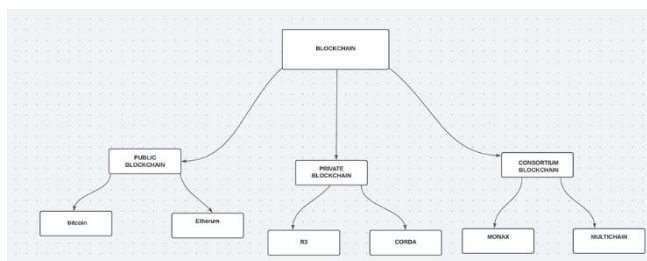 BLOCKCHAIN
PUBLIC
BLOCKCHAIN
PRIVATE
BLOCKCHAIN
CONSORTIUM
BLOCKCHAIN
bitcoin
Etherum
R3
CORDA
MONAX
MULTICHAIN